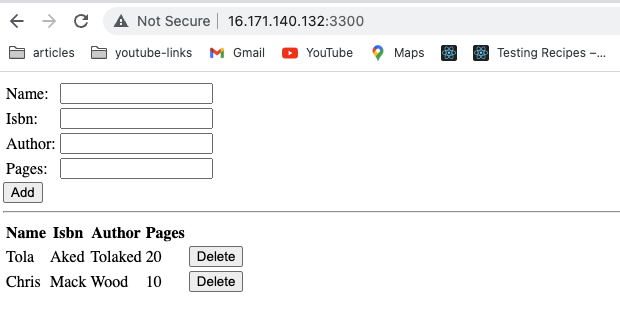 Not Secure | 16.171.140.132:3300
articles youtube-links Gmail YouTube Maps Testing Recipes –...
Name:
Isbn:
Author:
Pages:
Add
Name Isbn Author Pages
Tola Aked Tolaked 20 Delete
Chris Mack Wood 10 Delete